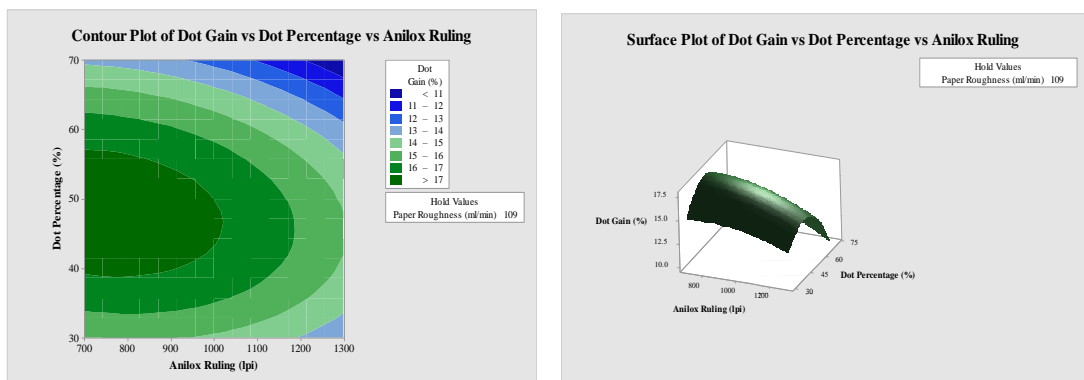 Contour Plot of Dot Gain vs Dot Percentage vs Anilox Ruling
Dot
Gain (%)
< 11
11 – 12
12 – 13
13 – 14
14 – 15
15 – 16
16 – 17
> 17
Hold Values
Paper Roughness (ml/min) 109
Dot Percentage (%)
70
60
50
40
30
700 800 900 1000 1100 1200 1300
Anilox Ruling (lpi)
Surface Plot of Dot Gain vs Dot Percentage vs Anilox Ruling
Hold Values
Paper Roughness (ml/min) 109
Dot Gain (%)
17.5
15.0
12.5
10.0
800 1000 1200
Anilox Ruling (lpi)
30 45 60 75
Dot Percentage (%)